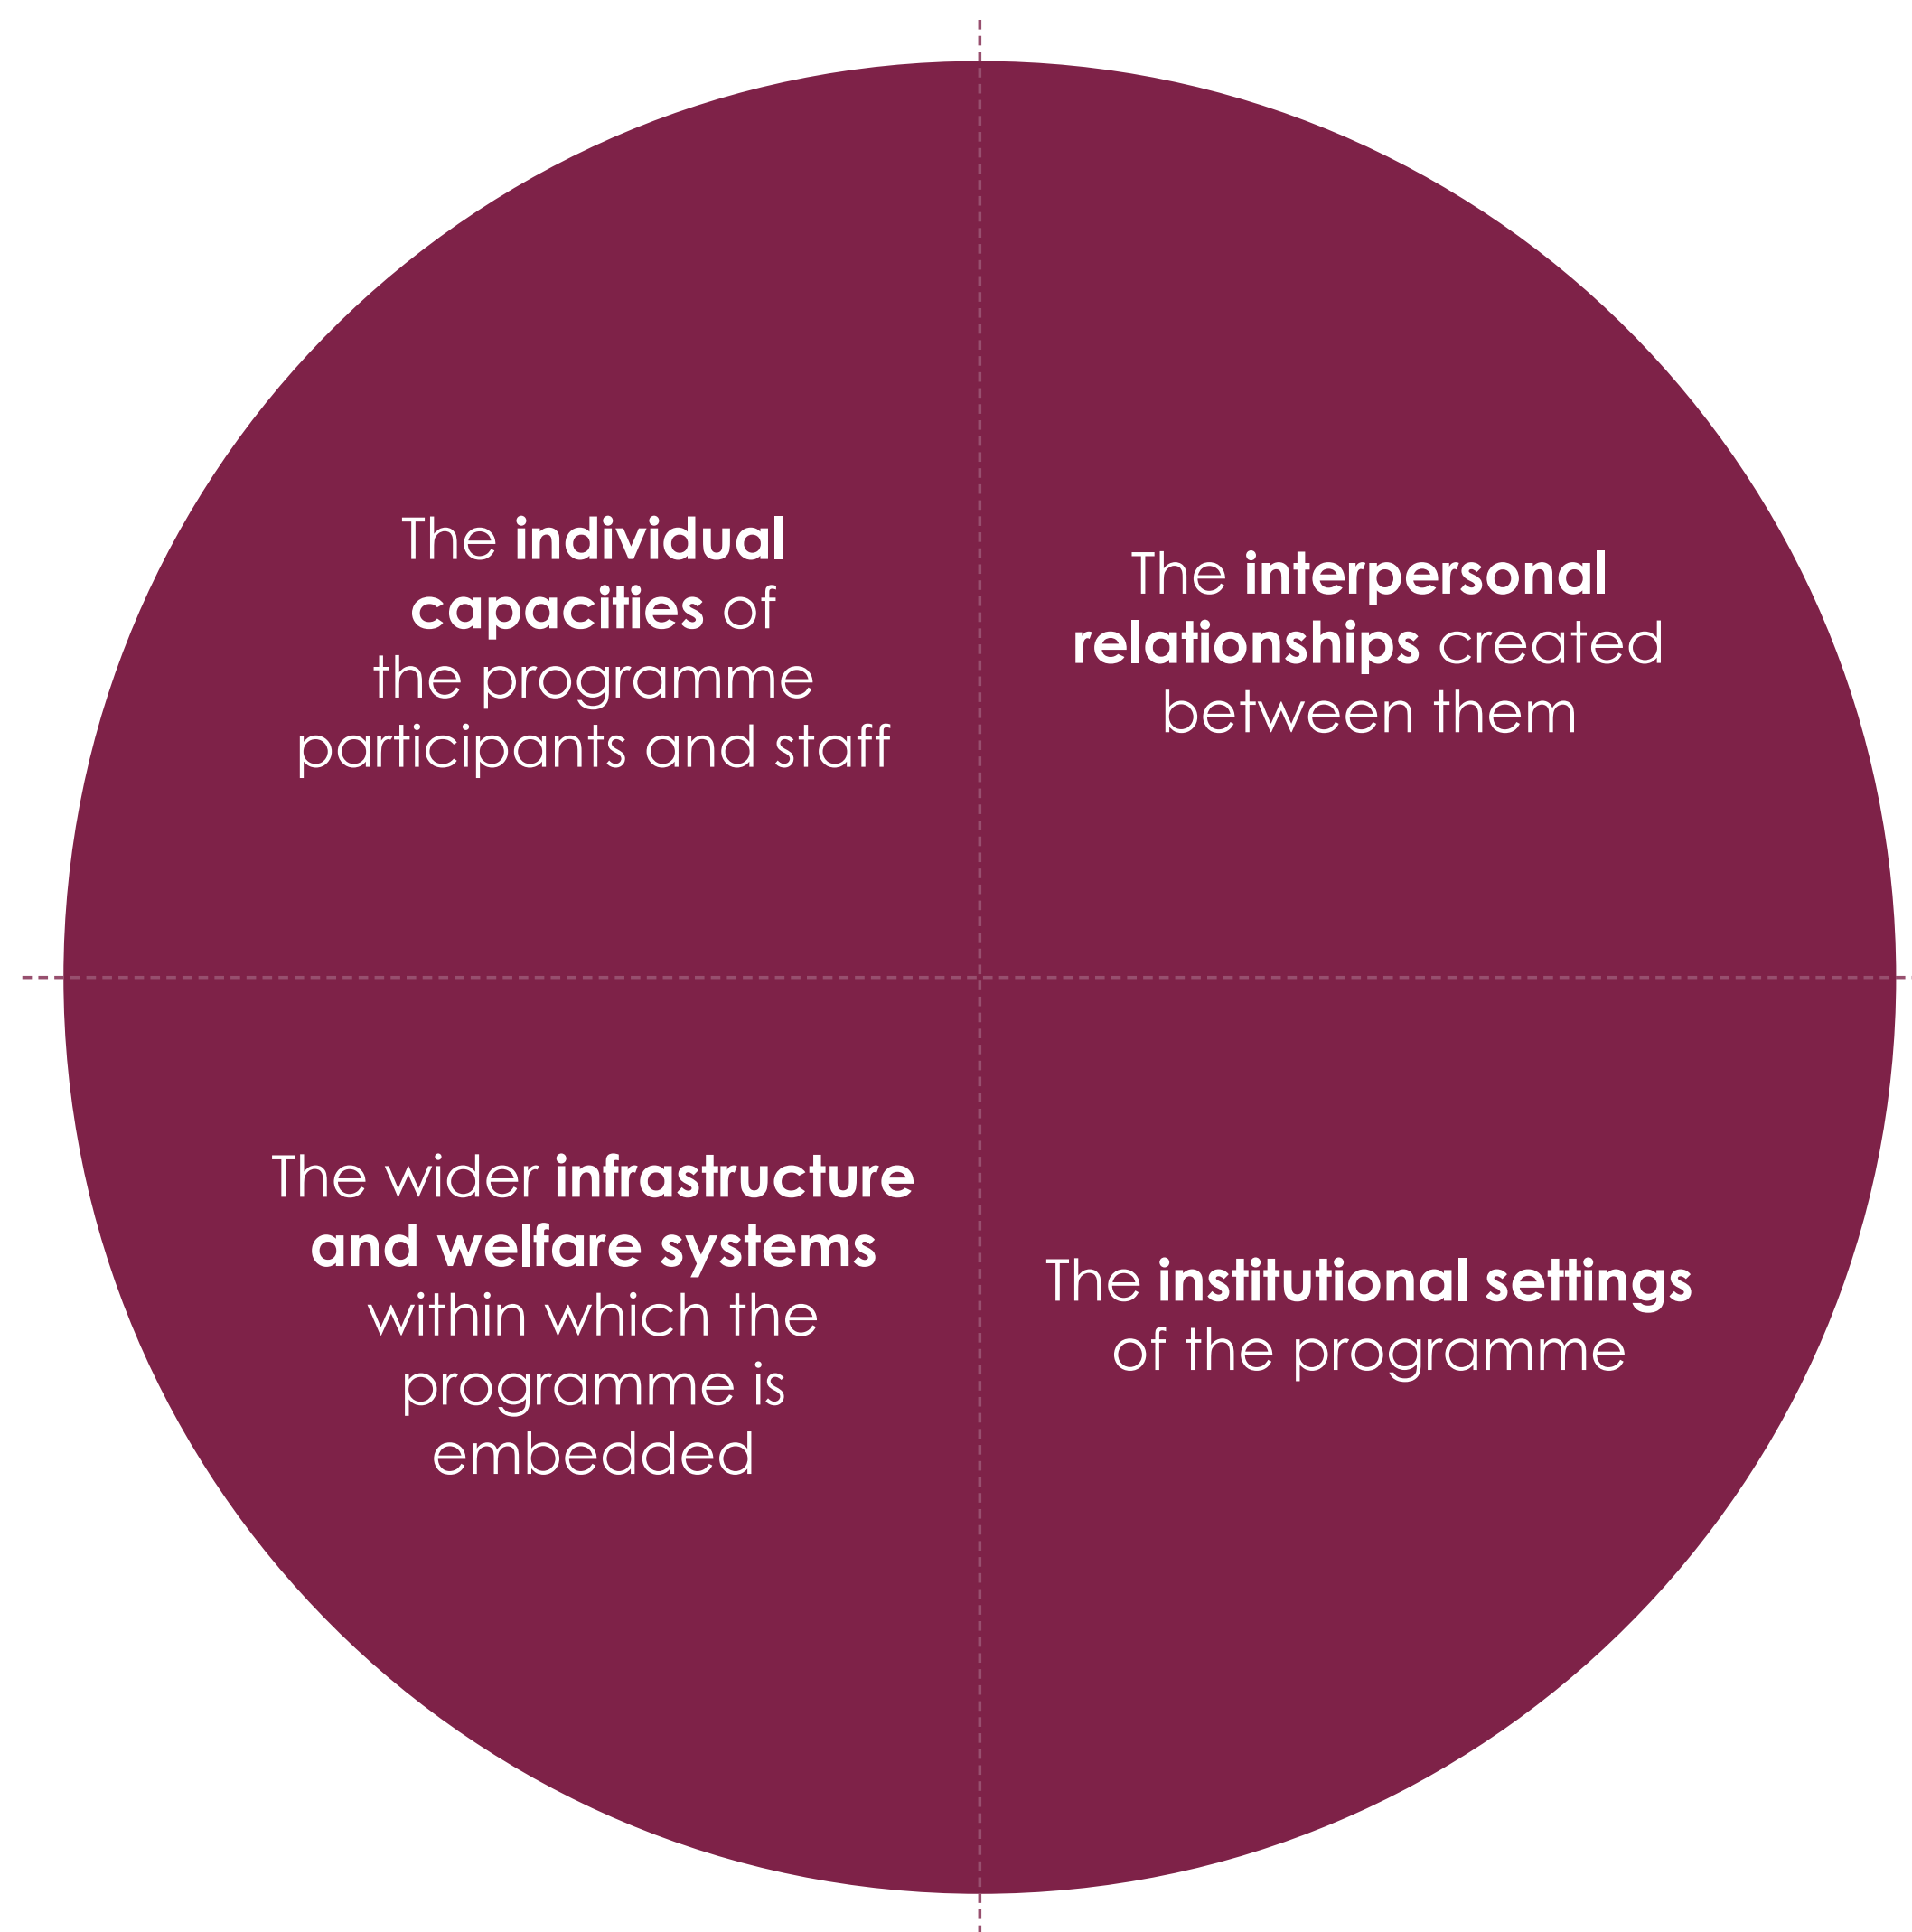 The individual
capacities of
the programme
participants and staff
The interpersonal
relationships created
between them
The wider infrastructure
and welfare systems
within which the
programme is
embedded
The institutional settings
of the programme